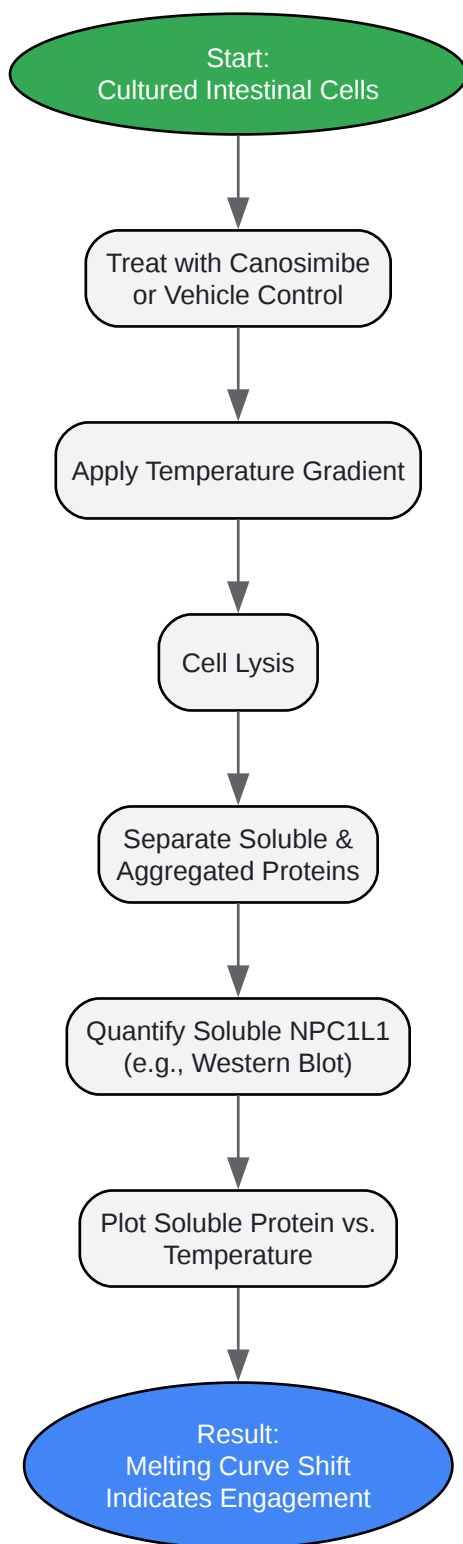 Start:
Cultured Intestinal Cells
Treat with Canosimibe
or Vehicle Control
Apply Temperature Gradient
Cell Lysis
Separate Soluble &
Aggregated Proteins
Quantify Soluble NPC1L1
(e.g., Western Blot)
Plot Soluble Protein vs.
Temperature
Result:
Melting Curve Shift
Indicates Engagement